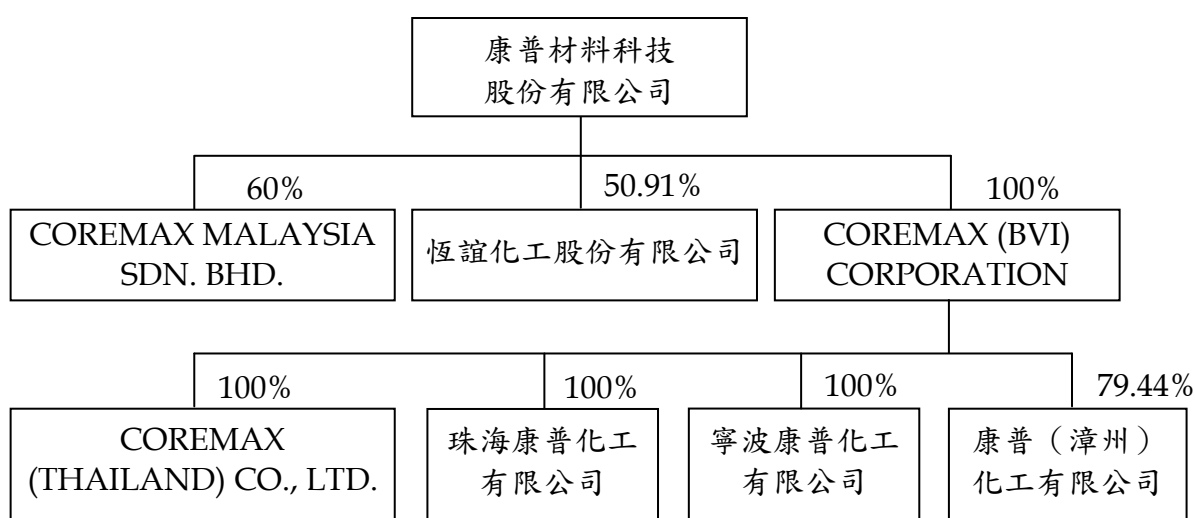 康普材料科技
股份有限公司
60%
50.91%
100%
COREMAX MALAYSIA
SDN. BHD.
恆誼化工股份有限公司
COREMAX (BVI)
CORPORATION
100%
100%
100%
79.44%
COREMAX
(THAILAND) CO., LTD.
珠海康普化工
有限公司
寧波康普化工
有限公司
康普（漳州）
化工有限公司